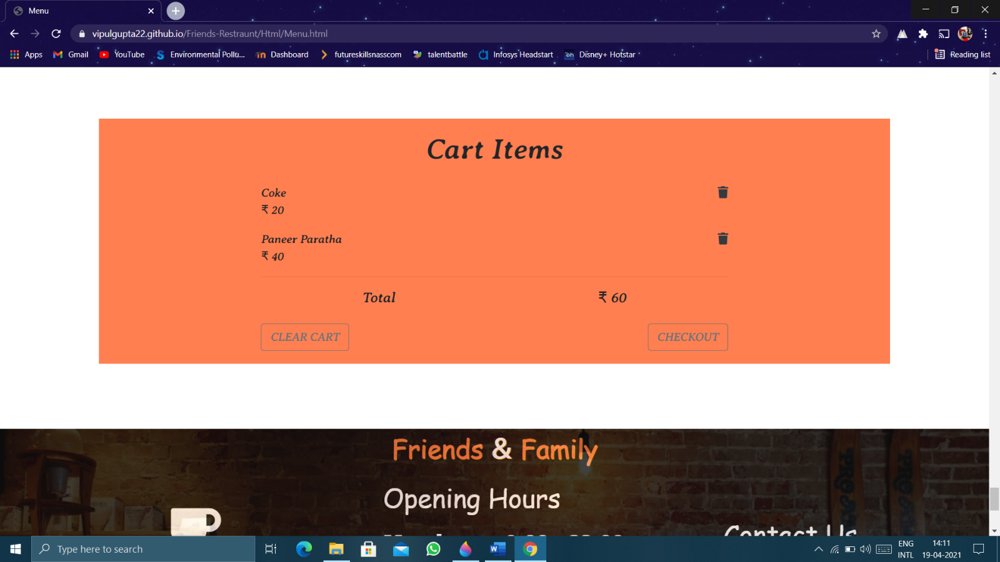 Menu
vipulgupta22.github.io/Friends-Restraunt/Html/Menu.html
Apps Gmail YouTube Environmental Pollu... Dashboard futureskillsnasscom talentbattle Infosys Headstart Disney+ Hotstar Reading list
Cart Items
Coke
₹ 20
Paneer Paratha
₹ 40
Total ₹ 60
CLEAR CART CHECKOUT
Friends & Family
Opening Hours
Contact Us
Type here to search
ENG
INTL
14:11
19-04-2021